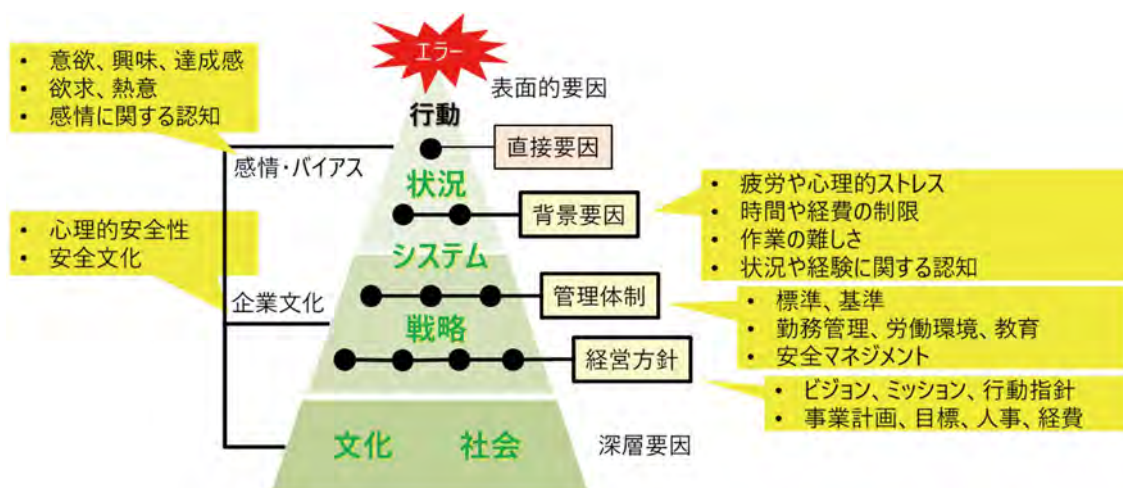 エラー
・ 意欲、興味、達成感
・ 欲求、熱意
・ 感情に関する認知
表面的要因
行動
直接要因
感情・バイアス
状況
背景要因
・ 疲労や心理的ストレス
・ 時間や経費の制限
・ 作業の難しさ
・ 状況や経験に関する認知
・ 心理的安全性
・ 安全文化
システム
企業文化
管理体制
・ 標準、基準
・ 勤務管理、労働環境、教育
・ 安全マネジメント
戦略
経営方針
・ ビジョン、ミッション、行動指針
・ 事業計画、目標、人事、経費
文化 社会
深層要因